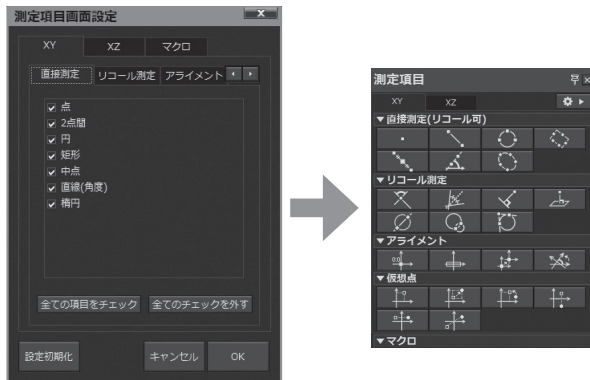 測定項目画面設定
XY XZ マクロ
直接測定 リコール測定 アライメント
点
2点間
円
矩形
中点
直線(角度)
楕円
全ての項目をチェック 全てのチェックを外す
設定初期化 キャンセル OK
測定項目
XY XZ
▼直接測定(リコール可)
▼リコール測定
▼アライメント
▼仮想点
▼マクロ